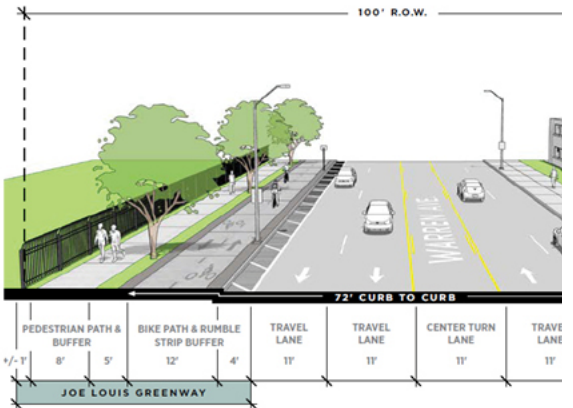 100' R.O.W.
WARREN AVE
72' CURB TO CURB
PEDESTRIAN PATH & BUFFER
BIKE PATH & RUMBLE STRIP BUFFER
TRAVEL LANE
TRAVEL LANE
CENTER TURN LANE
TRAVE
+/- 1' 8' 5' 12' 4' 11' 11' 11' 11'
JOE LOUIS GREENWAY